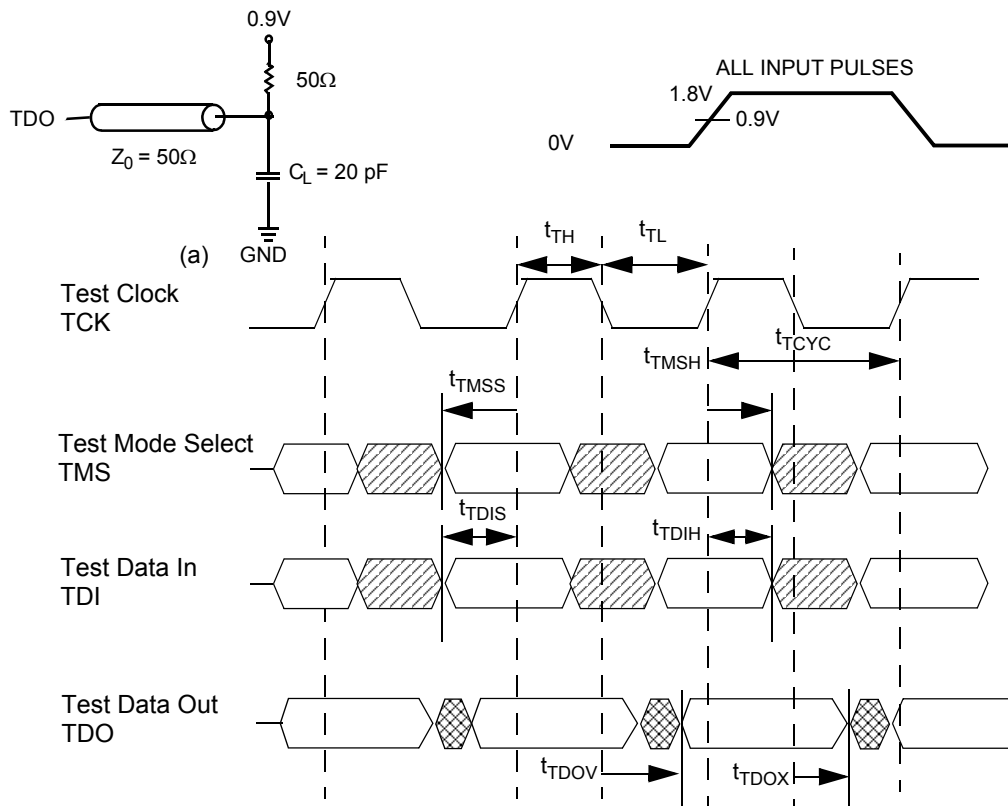 0.9V
50Ω
TDO
Z0 = 50Ω
CL = 20 pF
(a)
GND
ALL INPUT PULSES
1.8V
0.9V
0V
tTH
tTL
Test Clock
TCK
tTCYC
tTMSH
tTMSS
Test Mode Select
TMS
tTDIS
tTDIH
Test Data In
TDI
Test Data Out
TDO
tTDOV
tTDOX